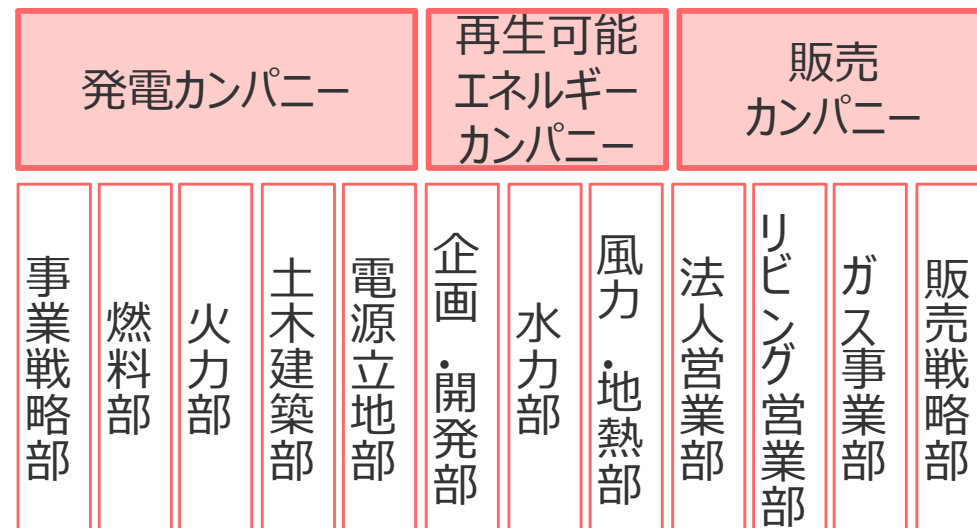 発電カンパニー
再生可能
エネルギー
カンパニー
販売
カンパニー
事業戦略部
燃料部
火力部
土木建築部
電源立地部
企画・開発部
水力部
風力・地熱部
法人営業部
リビング営業部
ガス事業部
販売戦略部